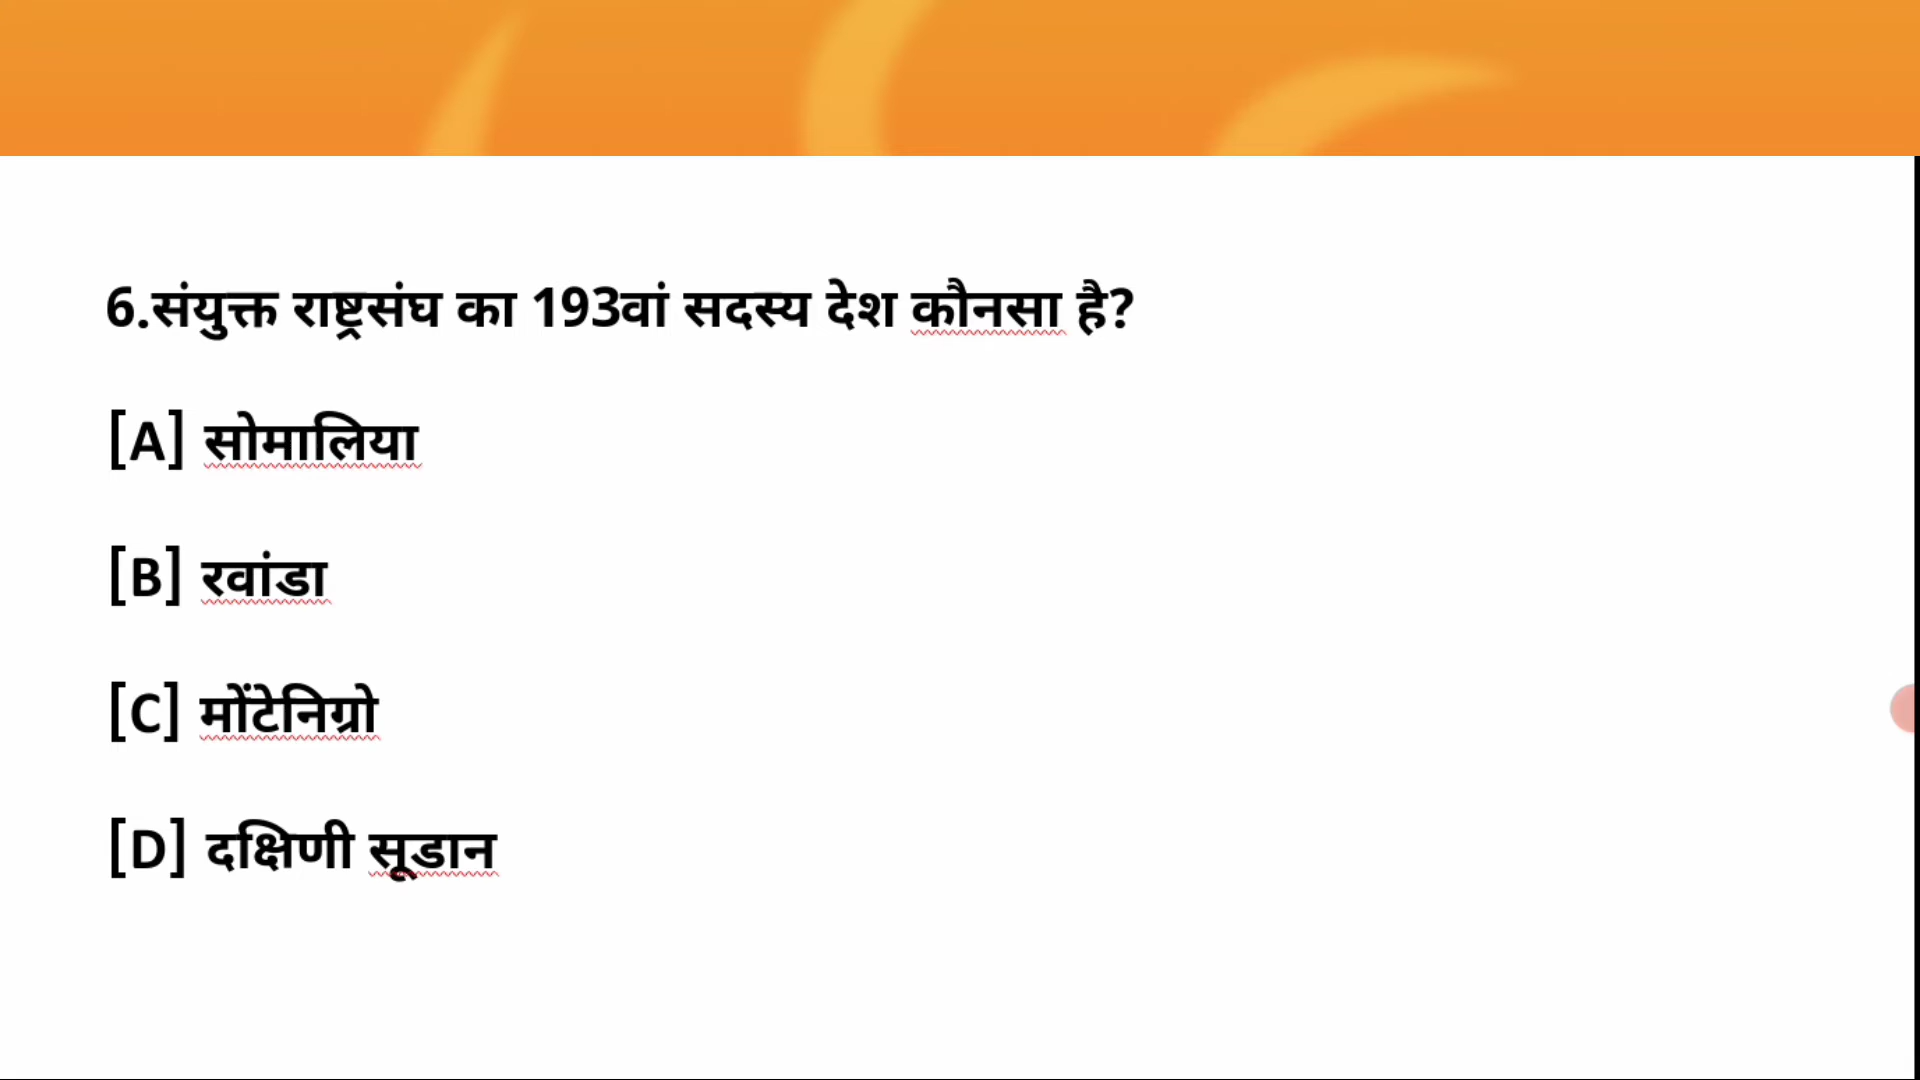 6.संयुक्त राष्ट्रसंघ का 193वां सदस्य देश कौनसा है?
[A] सोमालिया
[B] रवांडा
[C] मोंटेनिग्रो
[D] दक्षिणी सूडान